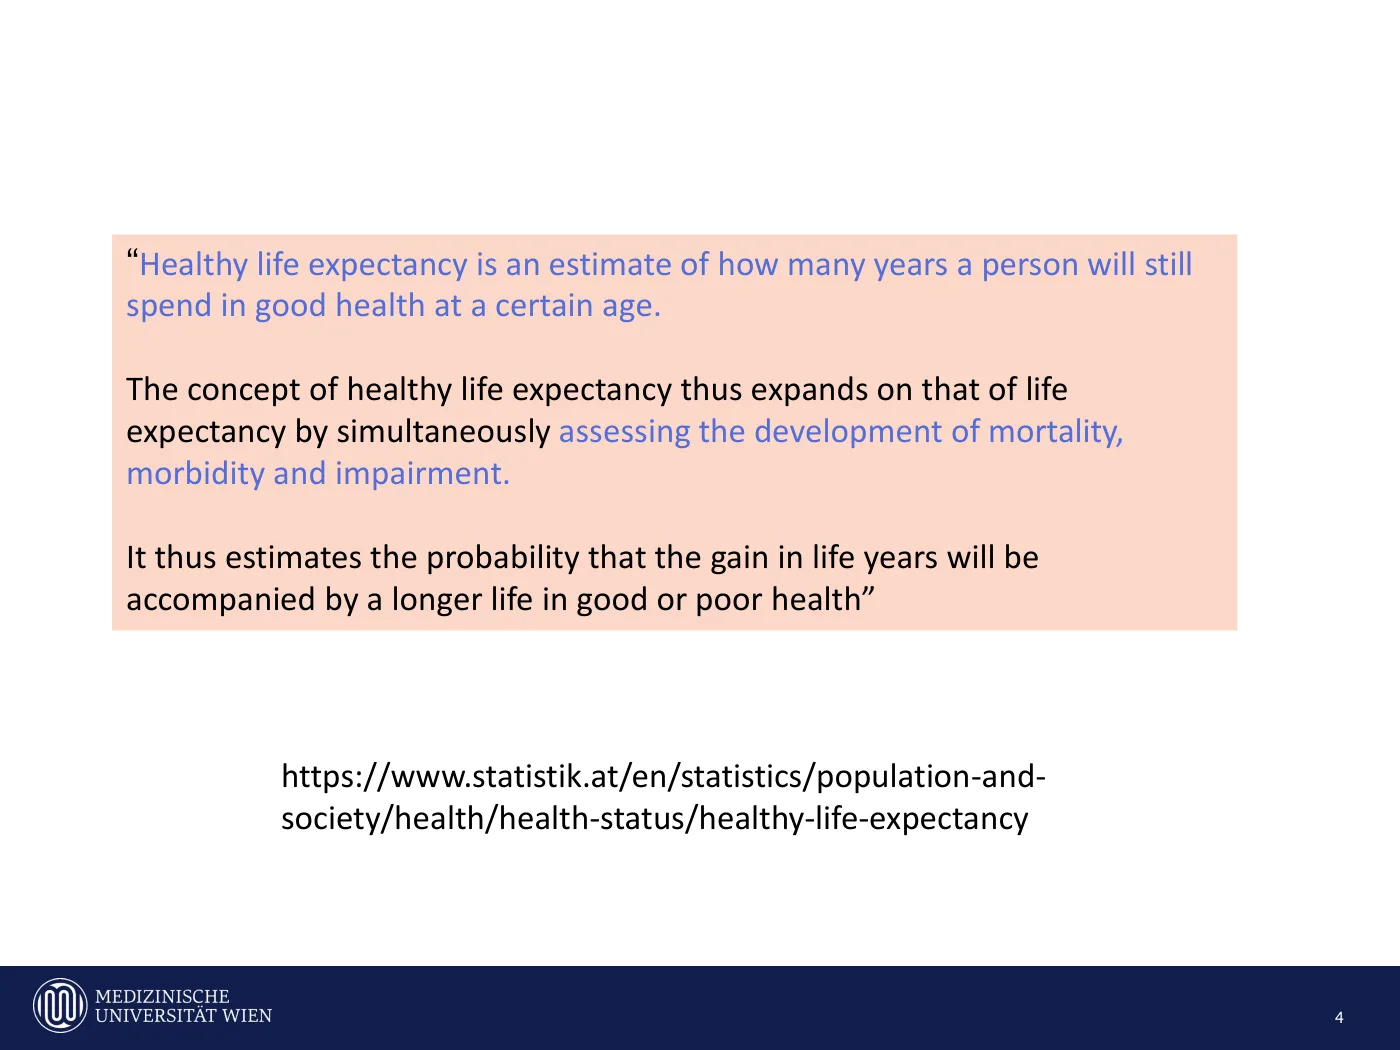 “Healthy life expectancy is an estimate of how many years a person will still
spend in good health at a certain age.
The concept of healthy life expectancy thus expands on that of life
expectancy by simultaneously assessing the development of mortality,
morbidity and impairment.
It thus estimates the probability that the gain in life years will be
accompanied by a longer life in good or poor health”
https://www.statistik.at/en/statistics/population-and-
society/health/health-status/healthy-life-expectancy
MEDIZINISCHE
UNIVERSITÄT WIEN
4